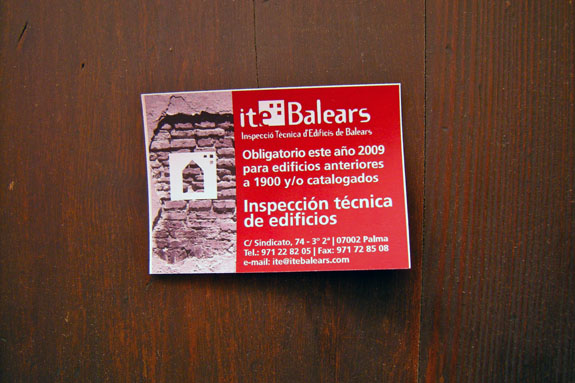 ite Balears
Inspecció Tècnica d'Edificis de Balears
Obligatorio este año 2009
para edificios anteriores
a 1900 y/o catalogados
Inspección técnica
de edificios
C/ Sindicato, 74 - 3º 2ª | 07002 Palma
Tel.: 971 22 82 05 | Fax: 971 72 85 08
e-mail: ite@itebalears.com